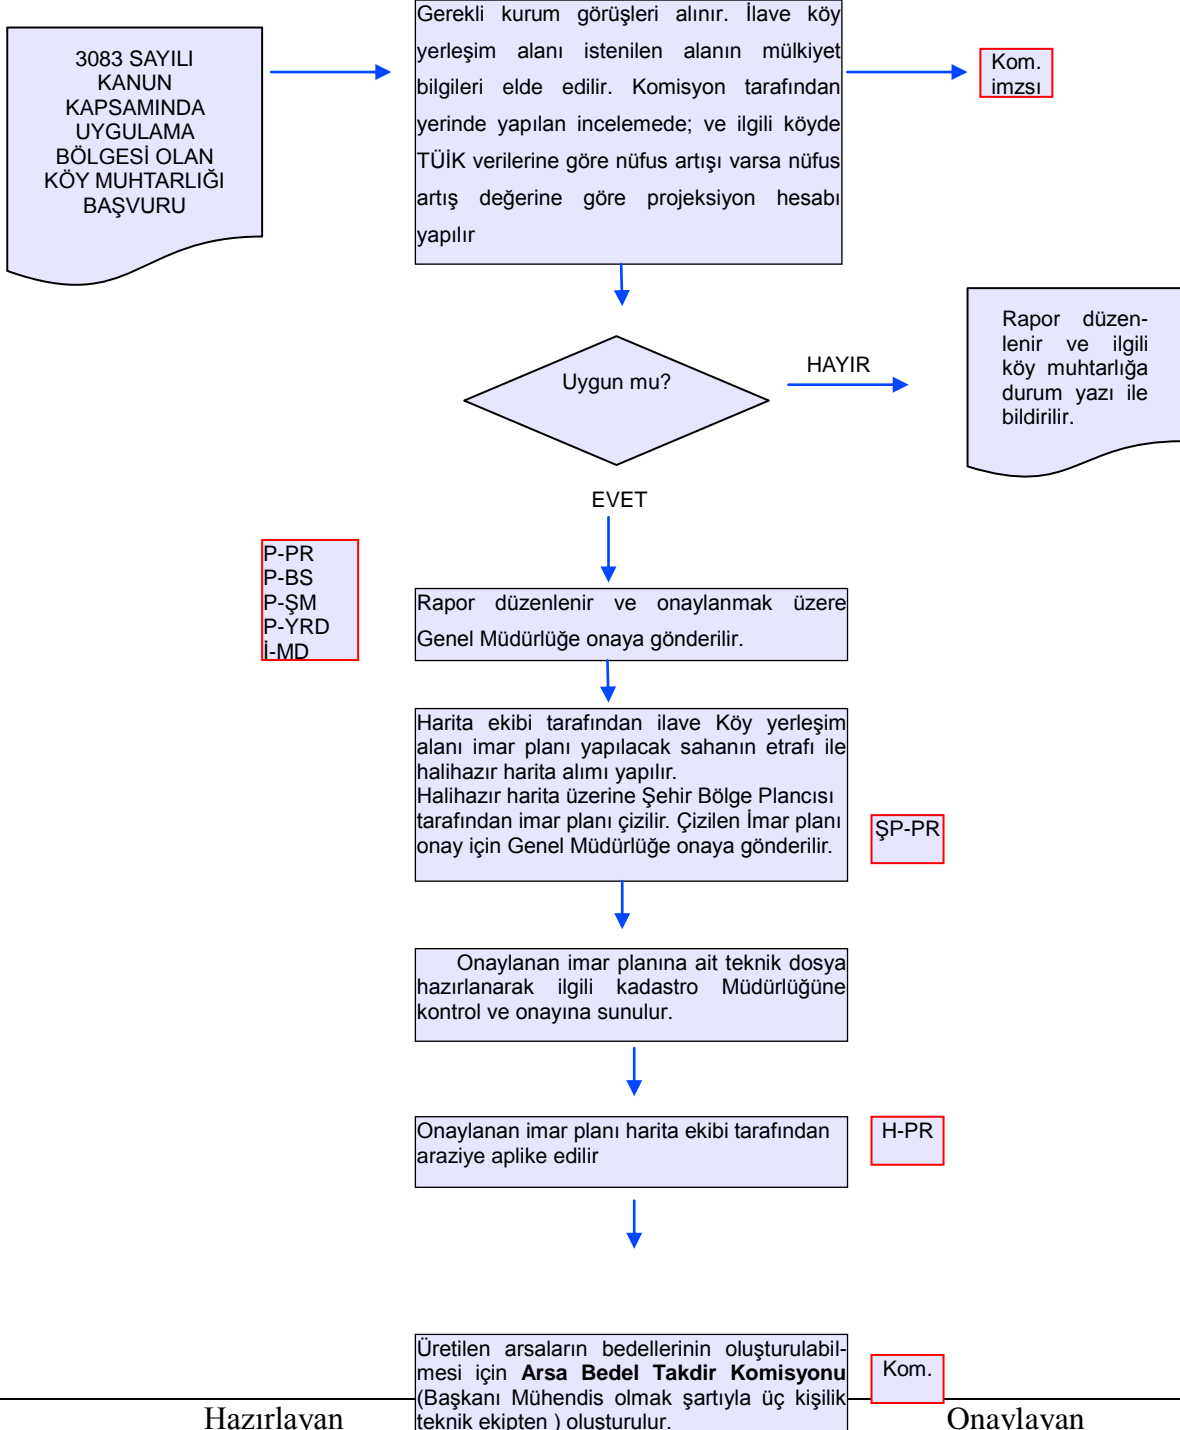 3083 SAYILI
KANUN
KAPSAMINDA
UYGULAMA
BÖLGESİ OLAN
KÖY MUHTARLIĞI
BAŞVURU
Gerekli kurum görüşleri alınır. İlave köy
yerleşim alanı istenilen alanın mülkiyet
bilgileri elde edilir. Komisyon tarafından
yerinde yapılan incelemede; ve ilgili köyde
TÜİK verilerine göre nüfus artışı varsa nüfus
artış değerine göre projeksiyon hesabı
yapılır
Kom.
imzsı
Uygun mu?
HAYIR
Rapor düzen-
lenir ve ilgili
köy muhtarlığa
durum yazı ile
bildirilir.
EVET
P-PR
P-BS
P-ŞM
P-YRD
İ-MD
Rapor düzenlenir ve onaylanmak üzere
Genel Müdürlüğe onaya gönderilir.
Harita ekibi tarafından ilave Köy yerleşim
alanı imar planı yapılacak sahanın etrafı ile
halihazır harita alımı yapılır.
Halihazır harita üzerine Şehir Bölge Plancısı
tarafından imar planı çizilir. Çizilen İmar planı
onay için Genel Müdürlüğe onaya gönderilir.
ŞP-PR
Onaylanan imar planına ait teknik dosya
hazırlanarak ilgili kadastro Müdürlüğüne
kontrol ve onayına sunulur.
Onaylanan imar planı harita ekibi tarafından
araziye aplike edilir
H-PR
Üretilen arsaların bedellerinin oluşturulabil-
mesi için Arsa Bedel Takdir Komisyonu
(Başkanı Mühendis olmak şartıyla üç kişilik
teknik ekipten ) oluşturulur.
Kom.
Hazırlayan
Onaylayan